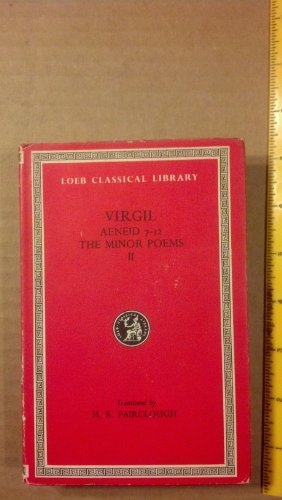 LOEB CLASSICAL LIBRARY
VIRGIL
AENEID 7-12
THE MINOR POEMS
II
Translated by
H. R. FAIRCLOUGH